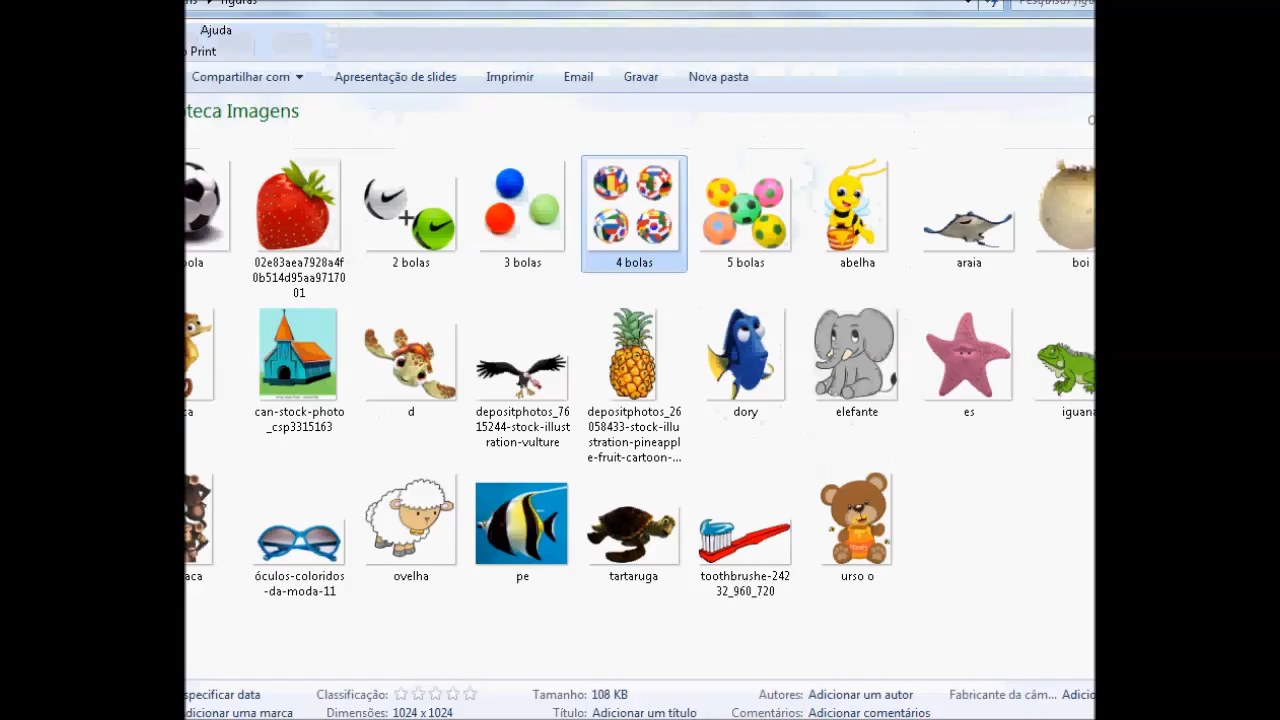 figuras
Ajuda
o Print
Compartilhar com
Apresentação de slides
Imprimir
Email
Gravar
Nova pasta
oteca Imagens
O
bola
02e83aea7928a4f
0b514d95aa97170
01
2 bolas
3 bolas
4 bolas
5 bolas
abelha
araia
boi
ca
can-stock-photo
_csp3315163
d
depositphotos_76
15244-stock-illust
ration-vulture
depositphotos_26
058433-stock-illu
stration-pineappl
e-fruit-cartoon-...
dory
elefante
es
iguana
aca
óculos-coloridos
-da-moda-11
ovelha
pe
tartaruga
toothbrushe-242
32_960_720
urso o
specificar data
Classificação:
Tamanho: 108 KB
Autores: Adicionar um autor
Fabricante da câm... Adicio
dicionar uma marca
Dimensões: 1024 x 1024
Título: Adicionar um título
Comentários: Adicionar comentários